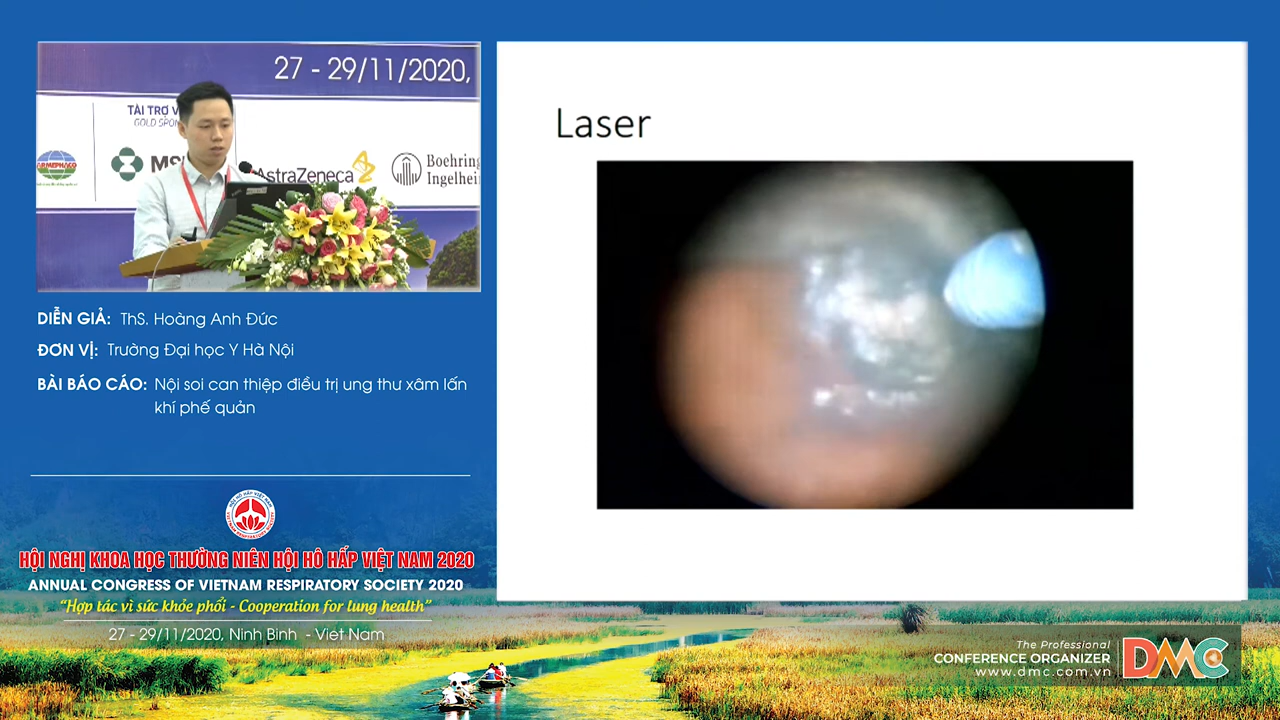 27 - 29/11/2020,
TÀI TRỢ V
GOLD SPON
ARMEPHACO
MS
AstraZeneca
Boehring
Ingelhei
Laser
DIỄN GIẢ: ThS. Hoàng Anh Đức
ĐƠN VỊ: Trường Đại học Y Hà Nội
BÀI BÁO CÁO: Nội soi can thiệp điều trị ung thư xâm lấn
khí phế quản
HỘI NGHỊ KHOA HỌC THƯỜNG NIÊN HỘI HÔ HẤP VIỆT NAM 2020
ANNUAL CONGRESS OF VIETNAM RESPIRATORY SOCIETY 2020
“Hợp tác vì sức khỏe phổi - Cooperation for lung health”
27 - 29/11/2020, Ninh Bình - Viet Nam
The Professional
CONFERENCE ORGANIZER
www.dmc.com.vn
DMC